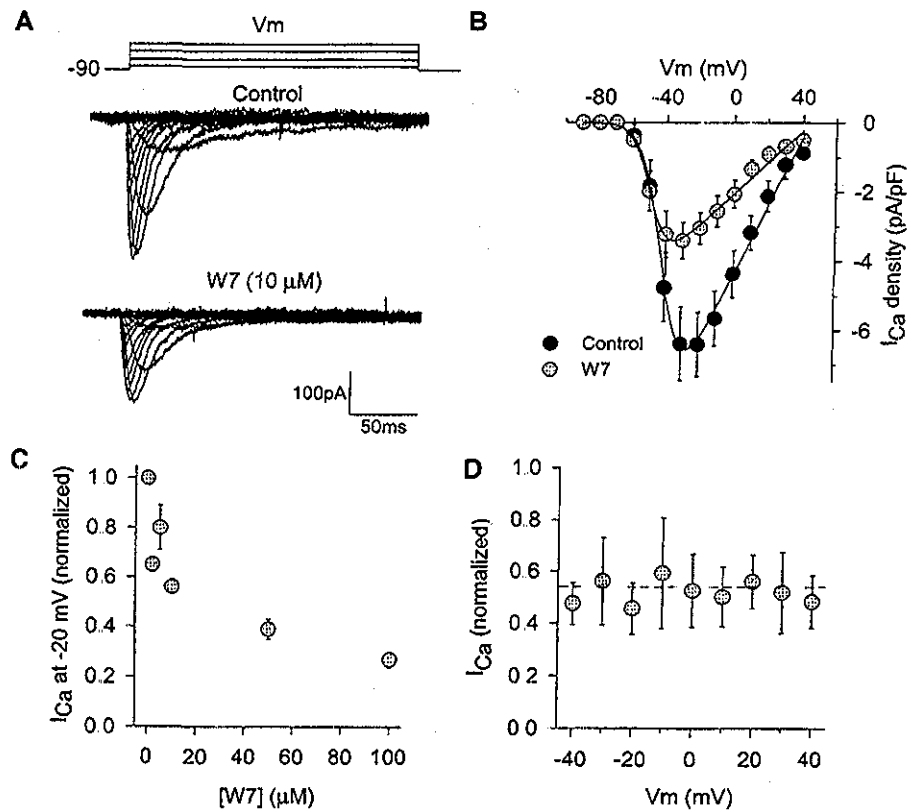 A
Vm
-90
Control
W7 (10 µM)
100pA
50ms
B
Vm (mV)
-80 -40 0 40
0
-2
-4
-6
ICa density (pA/pF)
Control
W7
C
ICa at -20 mV (normalized)
1.0
0.8
0.6
0.4
0.2
0.0
0 20 40 60 80 100
[W7] (µM)
D
ICa (normalized)
1.0
0.8
0.6
0.4
0.2
0.0
-40 -20 0 20 40
Vm (mV)